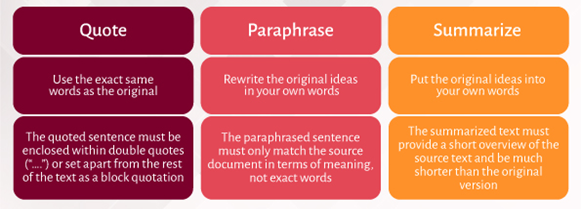 Quote
Paraphrase
Summarize
Use the exact same
words as the original
Rewrite the original ideas
in your own words
Put the original ideas into
your own words
The quoted sentence must be
enclosed within double quotes
("....") or set apart from the rest
of the text as a block quotation
The paraphrased sentence
must only match the source
document in terms of meaning,
not exact words
The summarized text must
provide a short overview of the
source text and be much
shorter than the original
version